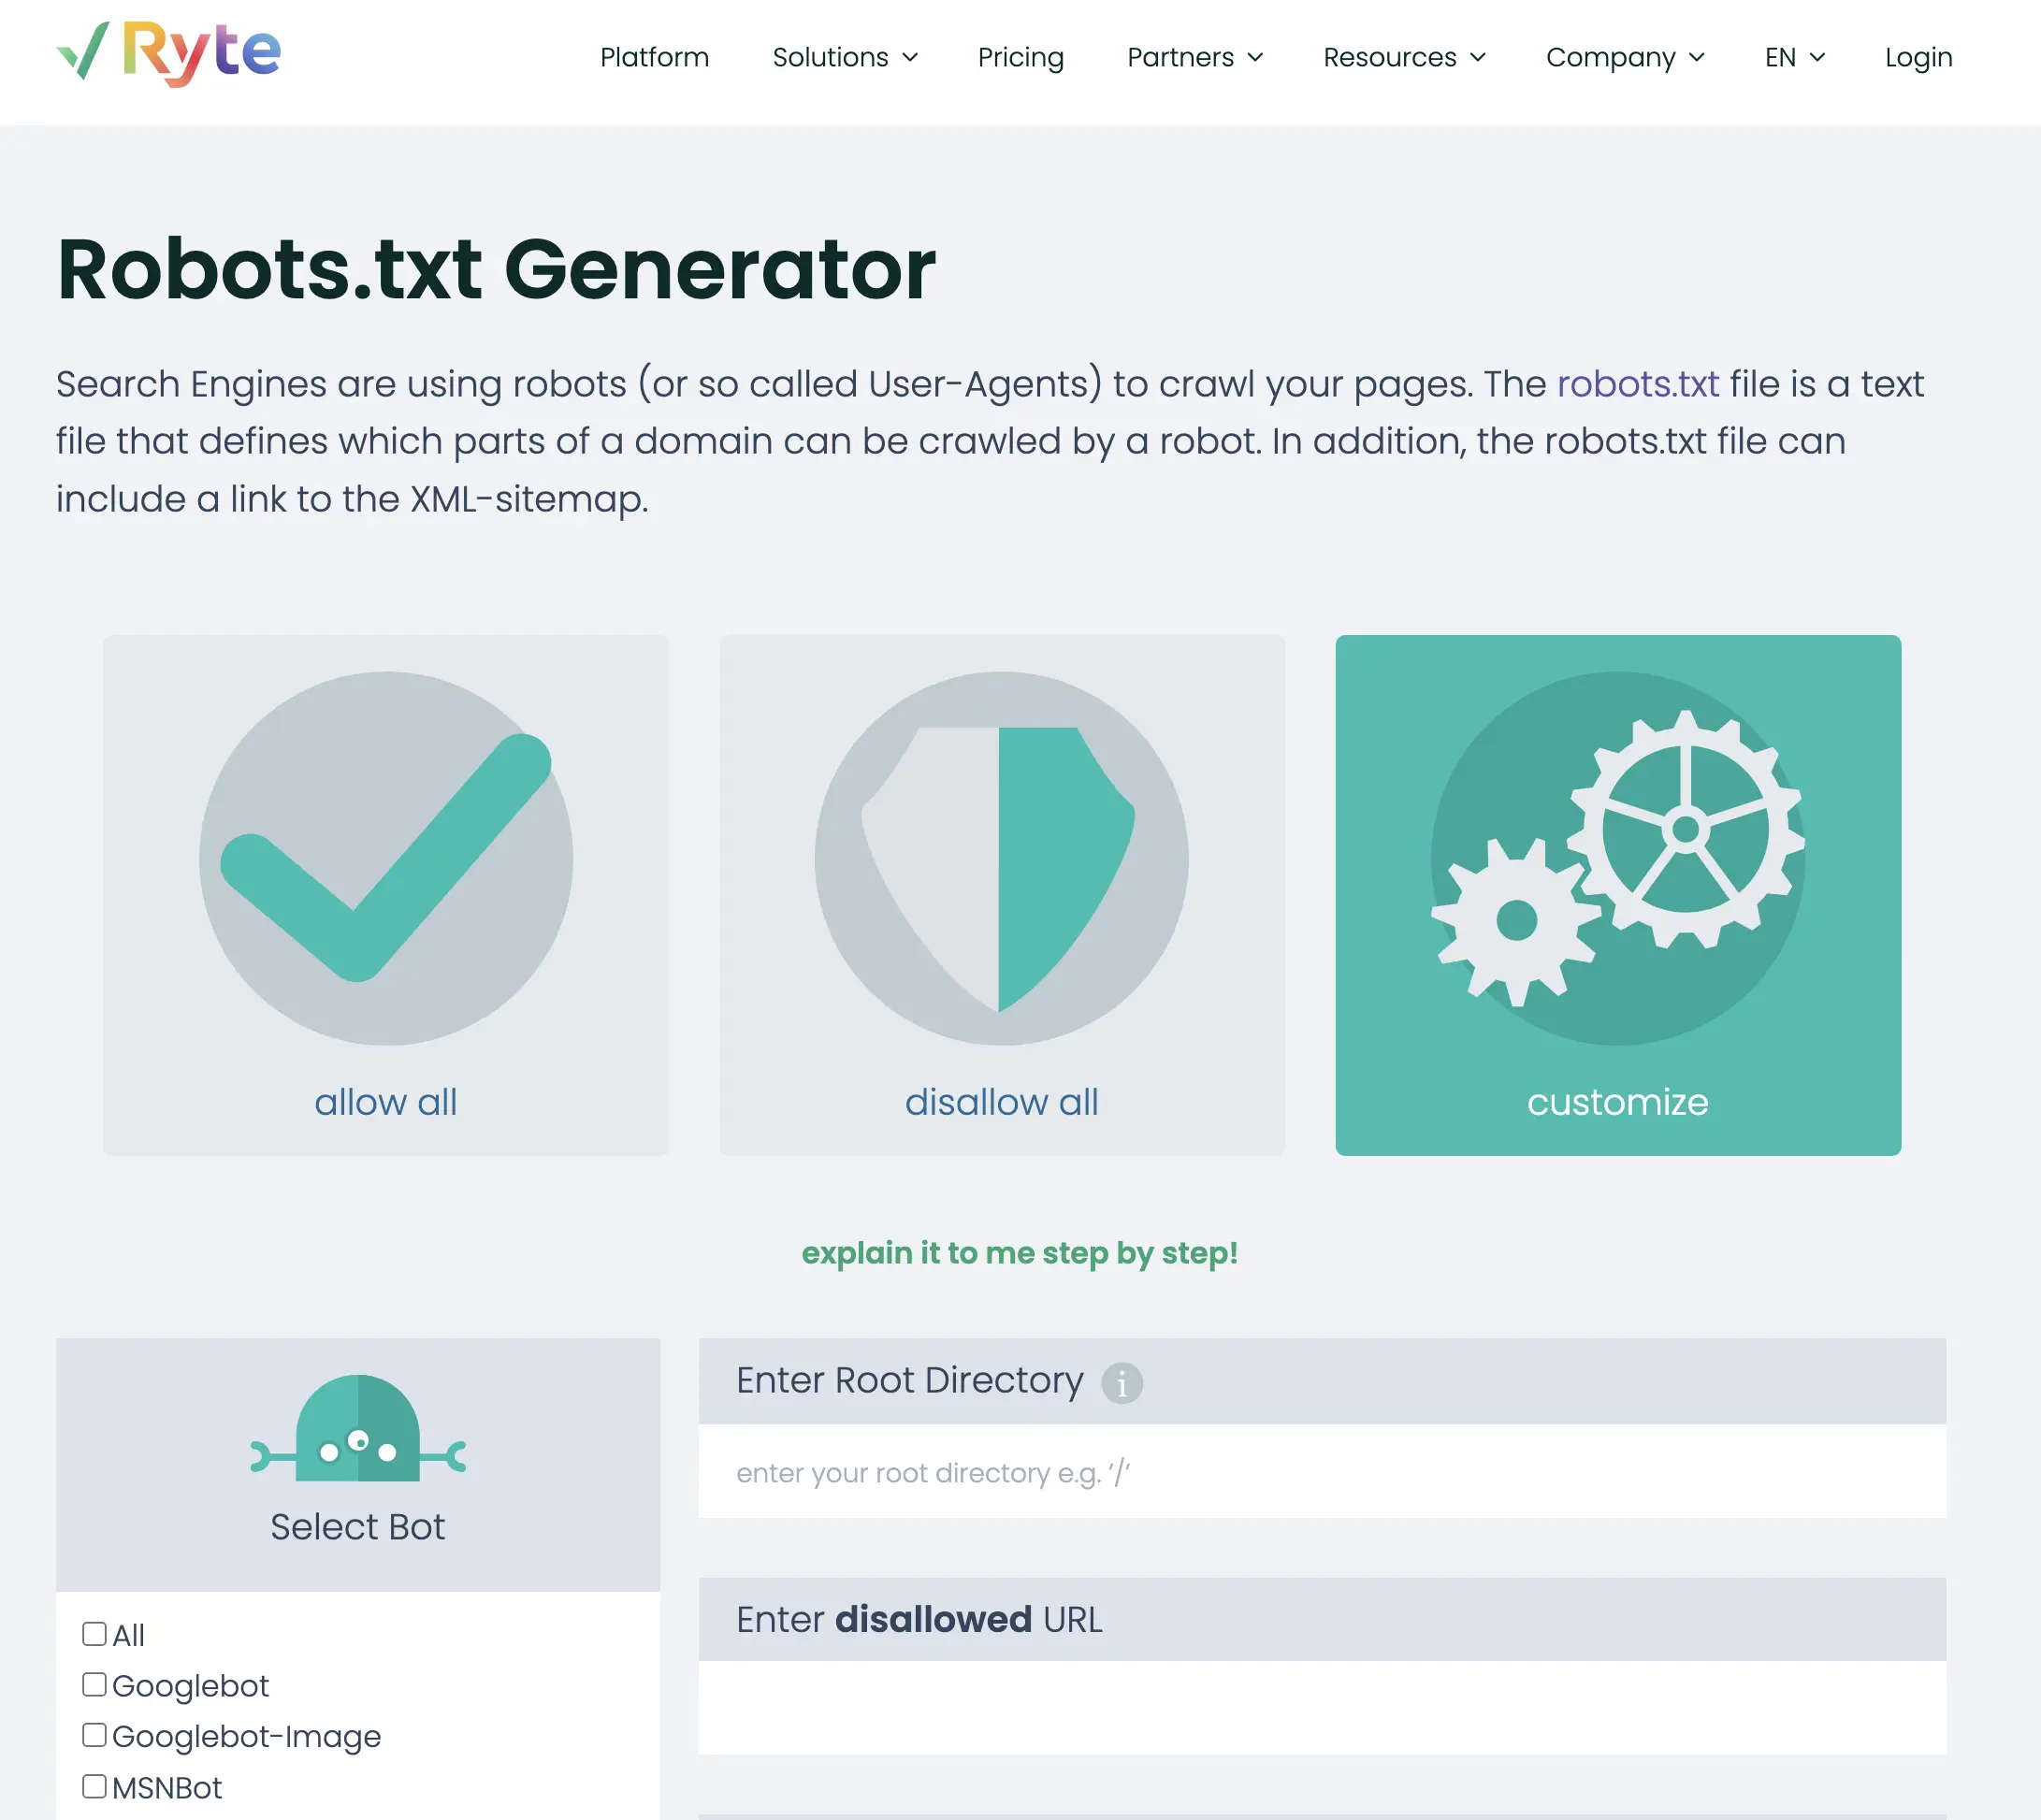 Ryte
Platform Solutions Pricing Partners Resources Company EN Login
Robots.txt Generator
Search Engines are using robots (or so called User-Agents) to crawl your pages. The robots.txt file is a text
file that defines which parts of a domain can be crawled by a robot. In addition, the robots.txt file can
include a link to the XML-sitemap.
allow all
disallow all
customize
explain it to me step by step!
Select Bot
All
Googlebot
Googlebot-Image
MSNBot
Enter Root Directory i
enter your root directory e.g. '/'
Enter disallowed URL